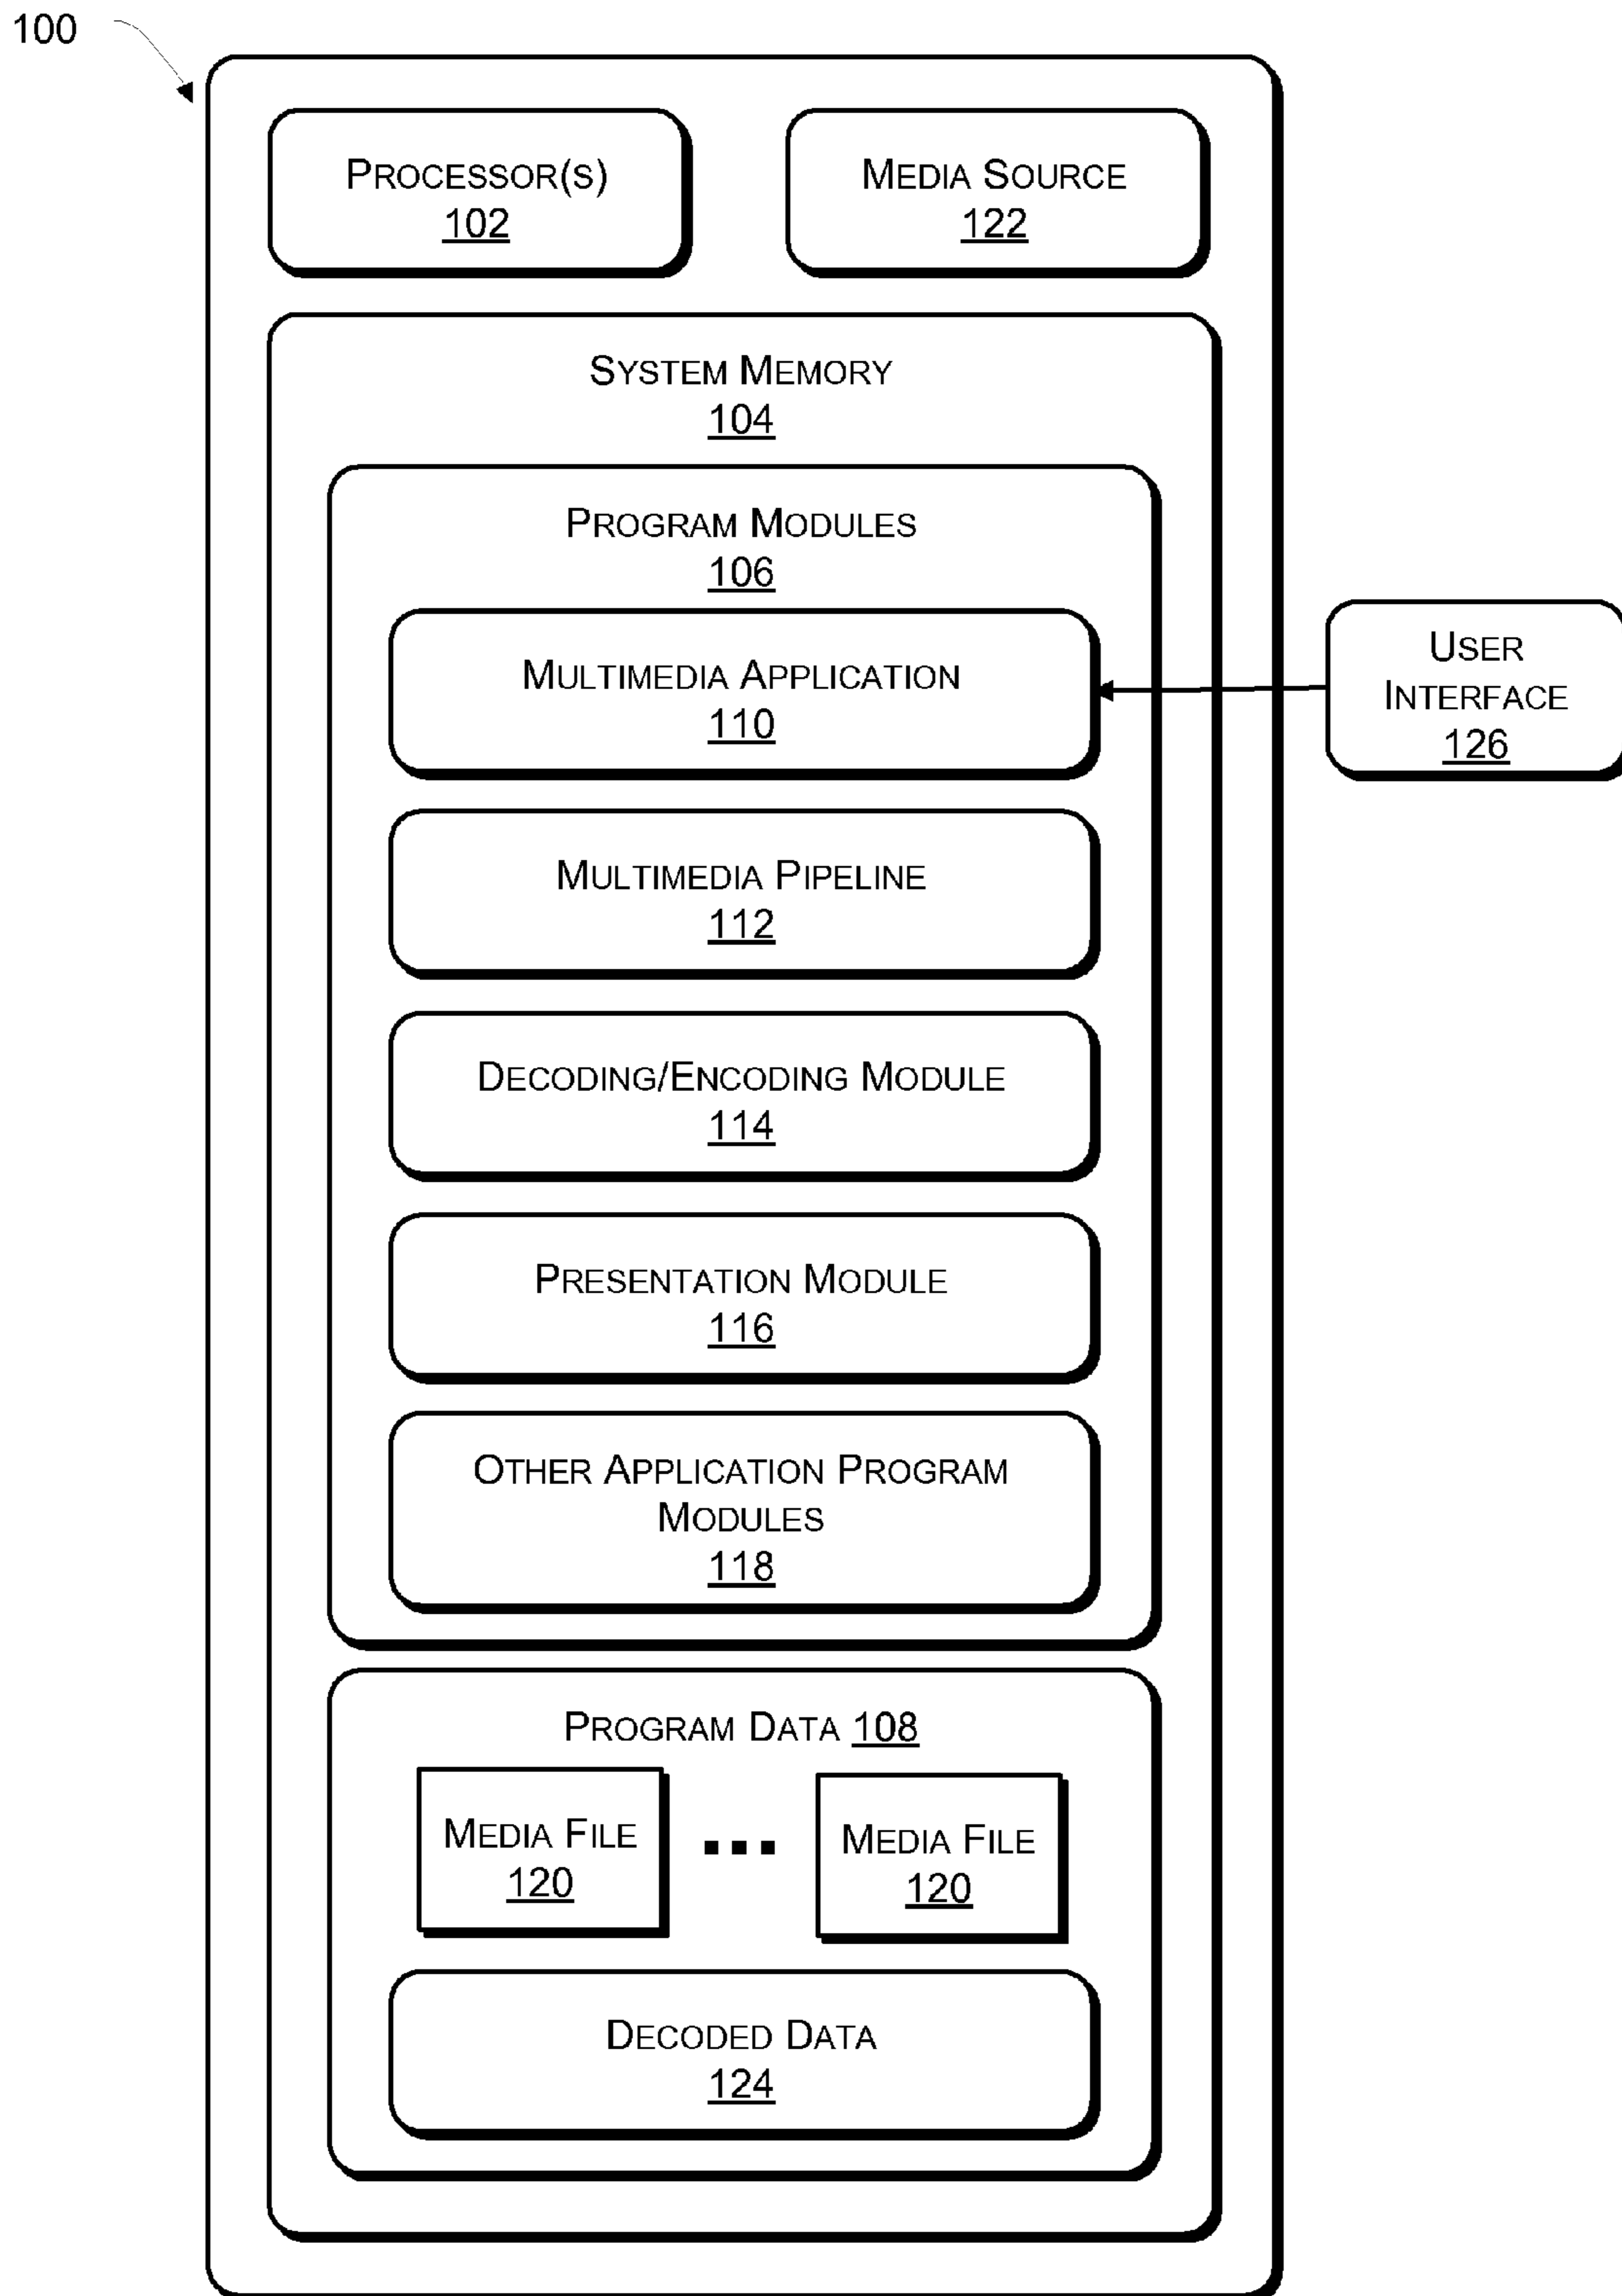 100
PROCESSOR(S)
102
MEDIA SOURCE
122
SYSTEM MEMORY
104
PROGRAM MODULES
106
MULTIMEDIA APPLICATION
110
USER
INTERFACE
126
MULTIMEDIA PIPELINE
112
DECODING/ENCODING MODULE
114
PRESENTATION MODULE
116
OTHER APPLICATION PROGRAM
MODULES
118
PROGRAM DATA 108
MEDIA FILE
120
...
MEDIA FILE
120
DECODED DATA
124